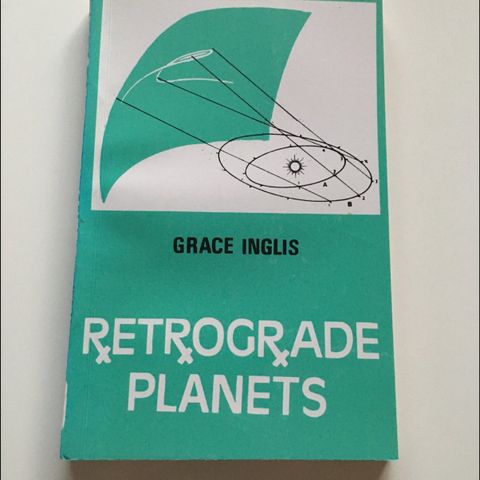 GRACE INGLIS
RETROGRADE
PLANETS
A
B